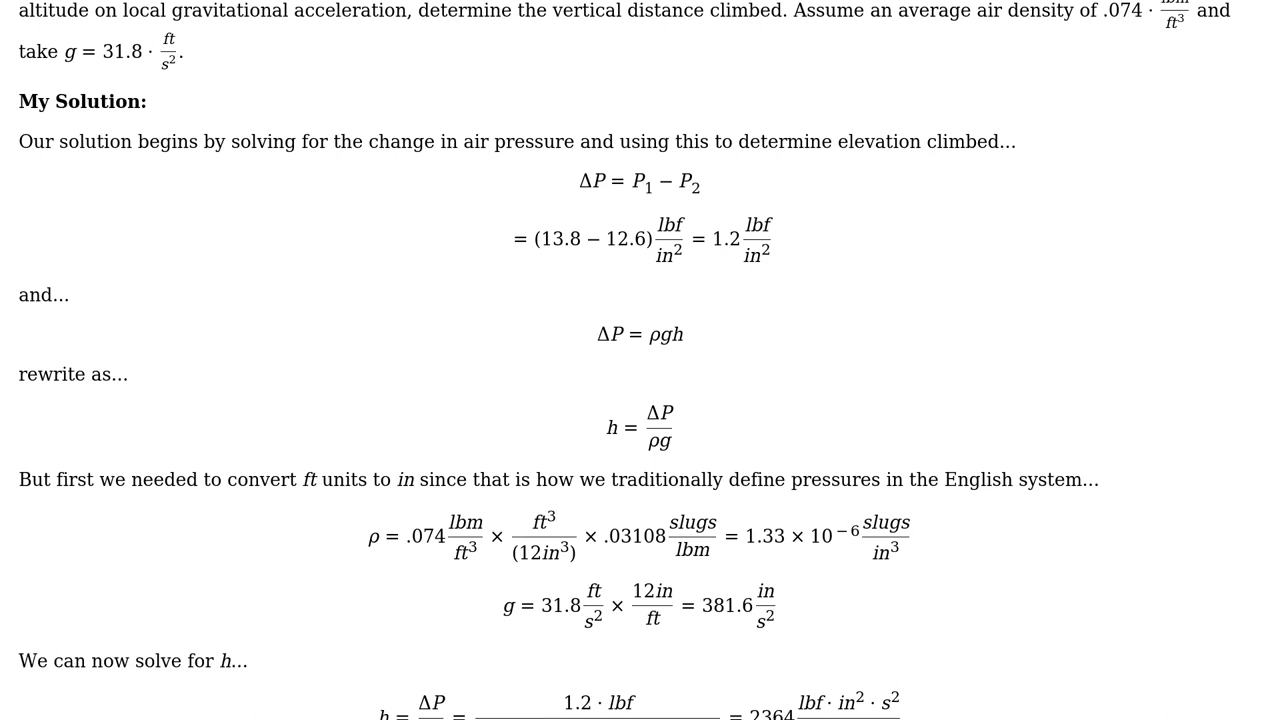 altitude on local gravitational acceleration, determine the vertical distance climbed. Assume an average air density of .074 · lbm/ft³ and
take g = 31.8 · ft/s².
My Solution:
Our solution begins by solving for the change in air pressure and using this to determine elevation climbed...
ΔP = P₁ − P₂
= (13.8 − 12.6) lbf/in² = 1.2 lbf/in²
and...
ΔP = ρgh
rewrite as...
h = ΔP/ρg
But first we needed to convert ft units to in since that is how we traditionally define pressures in the English system...
ρ = .074 lbm/ft³ × ft³/(12in³) × .03108 slugs/lbm = 1.33 × 10⁻⁶ slugs/in³
g = 31.8 ft/s² × 12in/ft = 381.6 in/s²
We can now solve for h...
h = ΔP = 1.2 · lbf = 2364 lbf · in² · s²